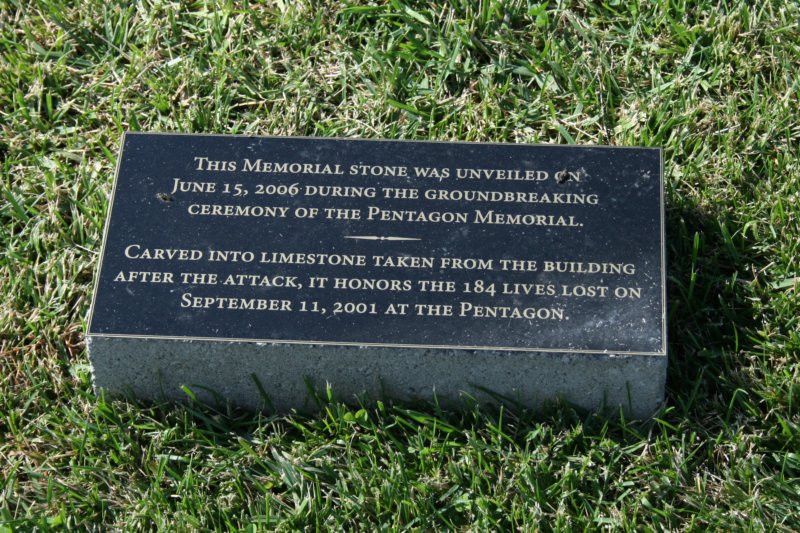 This Memorial stone was unveiled on
June 15, 2006 during the groundbreaking
ceremony of the Pentagon Memorial.
Carved into limestone taken from the building
after the attack, it honors the 184 lives lost on
September 11, 2001 at the Pentagon.